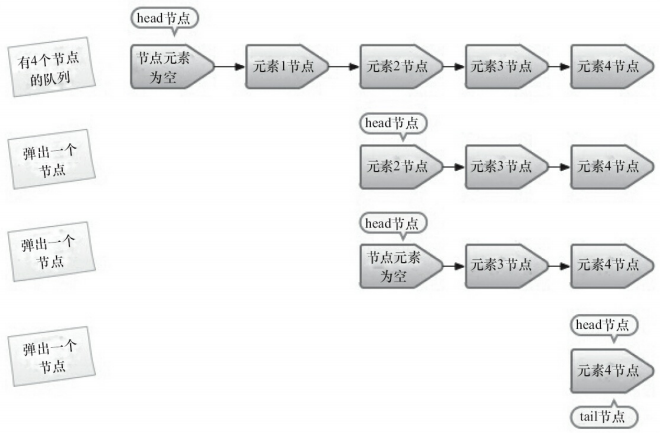 head节点
有4个节点
的队列
节点元素
为空
元素1节点
元素2节点
元素3节点
元素4节点
head节点
弹出一个
节点
元素2节点
元素3节点
元素4节点
head节点
弹出一个
节点
节点元素
为空
元素3节点
元素4节点
head节点
弹出一个
节点
元素4节点
tail节点